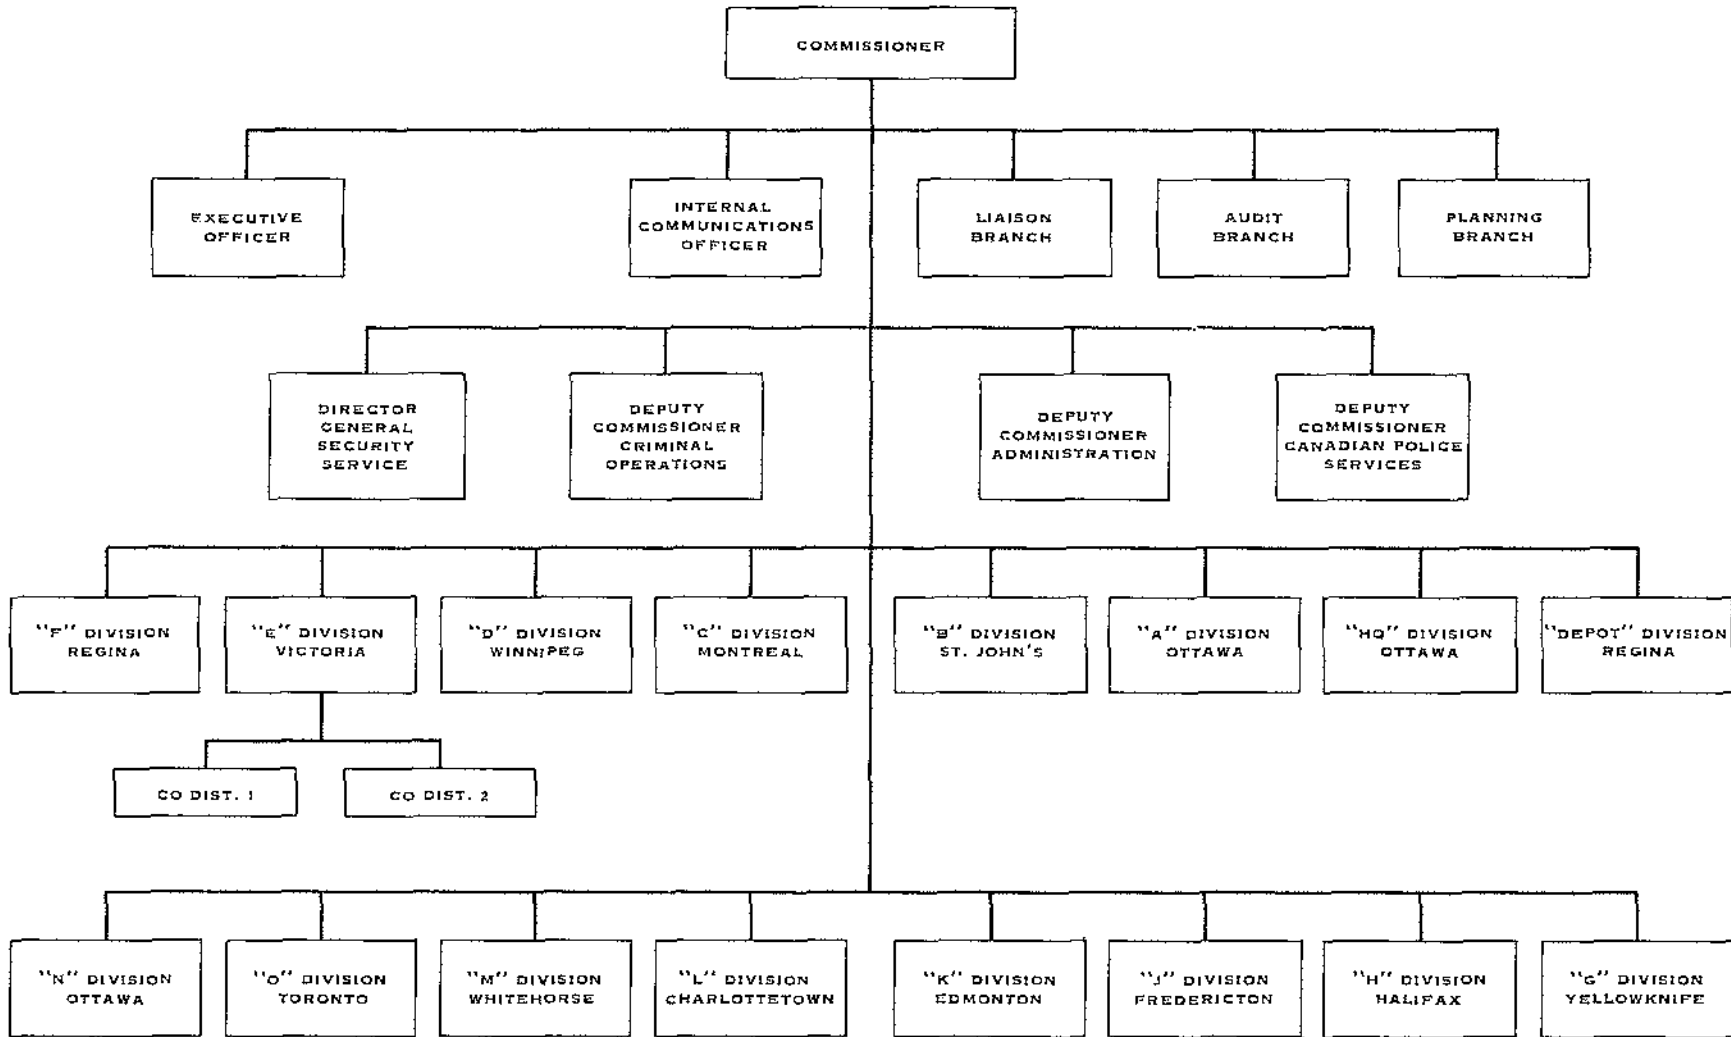 COMMISSIONER
EXECUTIVE
OFFICER
INTERNAL
COMMUNICATIONS
OFFICER
LIAISON
BRANCH
AUDIT
BRANCH
PLANNING
BRANCH
DIRECTOR
GENERAL
SECURITY
SERVICE
DEPUTY
COMMISSIONER
CRIMINAL
OPERATIONS
DEPUTY
COMMISSIONER
ADMINISTRATION
DEPUTY
COMMISSIONER
CANADIAN POLICE
SERVICES
"F" DIVISION
REGINA
"E" DIVISION
VICTORIA
"D" DIVISION
WINNIPEG
"C" DIVISION
MONTREAL
"B" DIVISION
ST. JOHN'S
"A" DIVISION
OTTAWA
"HQ" DIVISION
OTTAWA
"DEPOT" DIVISION
REGINA
CO DIST. 1
CO DIST. 2
"N" DIVISION
OTTAWA
"O" DIVISION
TORONTO
"M" DIVISION
WHITEHORSE
"L" DIVISION
CHARLOTTETOWN
"K" DIVISION
EDMONTON
"J" DIVISION
FREDERICTON
"H" DIVISION
HALIFAX
"G" DIVISION
YELLOWKNIFE